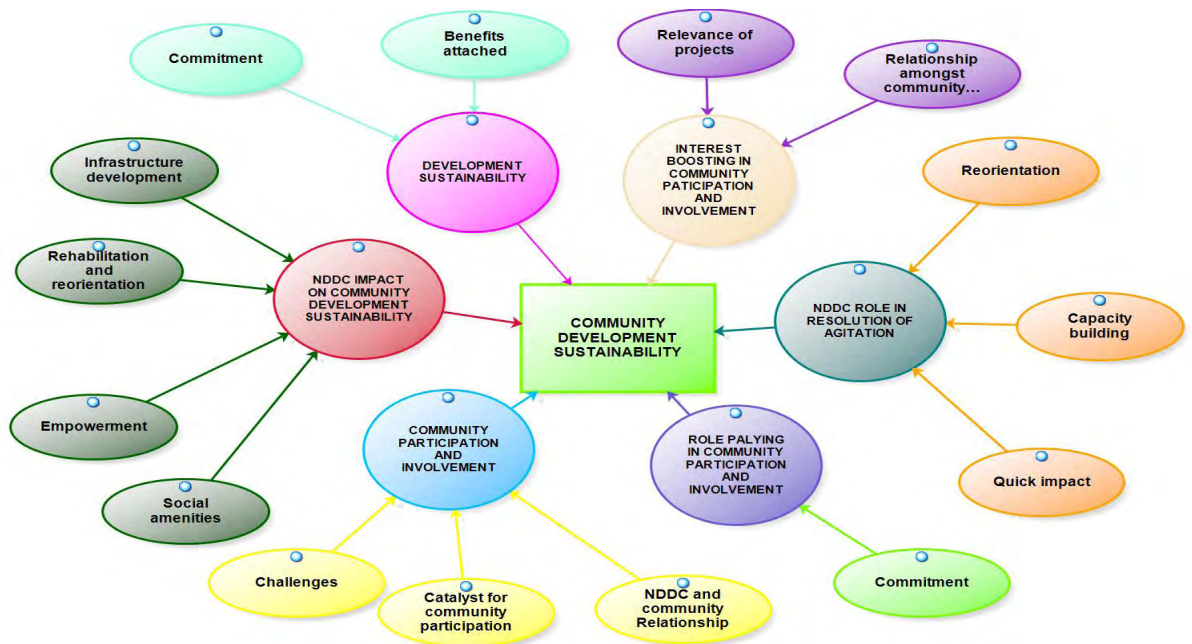 Commitment
Benefits
attached
Relevance of
projects
Relationship
amongst
community...
Infrastructure
development
DEVELOPMENT
SUSTAINABILITY
INTEREST
BOOSTING IN
COMMUNITY
PATICIPATION
AND
INVOLVEMENT
Reorientation
Rehabilitation
and
reorientation
NDDC IMPACT
ON COMMUNITY
DEVELOPMENT
SUSTAINABILITY
COMMUNITY
DEVELOPMENT
SUSTAINABILITY
NDDC ROLE IN
RESOLUTION OF
AGITATION
Capacity
building
Empowerment
COMMUNITY
PARTICIPATION
AND
INVOLVEMENT
ROLE PALYING
IN COMMUNITY
PARTICIPATION
AND
INVOLVEMENT
Quick impact
Social
amenities
Challenges
Catalyst for
community
participation
NDDC and
community
Relationship
Commitment